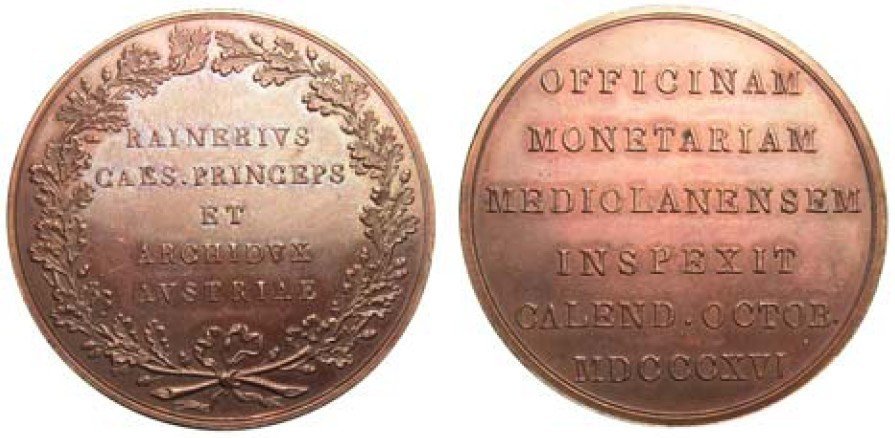 RAINERIVS
CAES. PRINCEPS
ET
ARCHIDVX
AVSTRIAE
OFFICINAM
MONETARIAM
MEDIOLANENSEM
INSPEXIT
CALEND. OCTOB.
MDCCCXVI